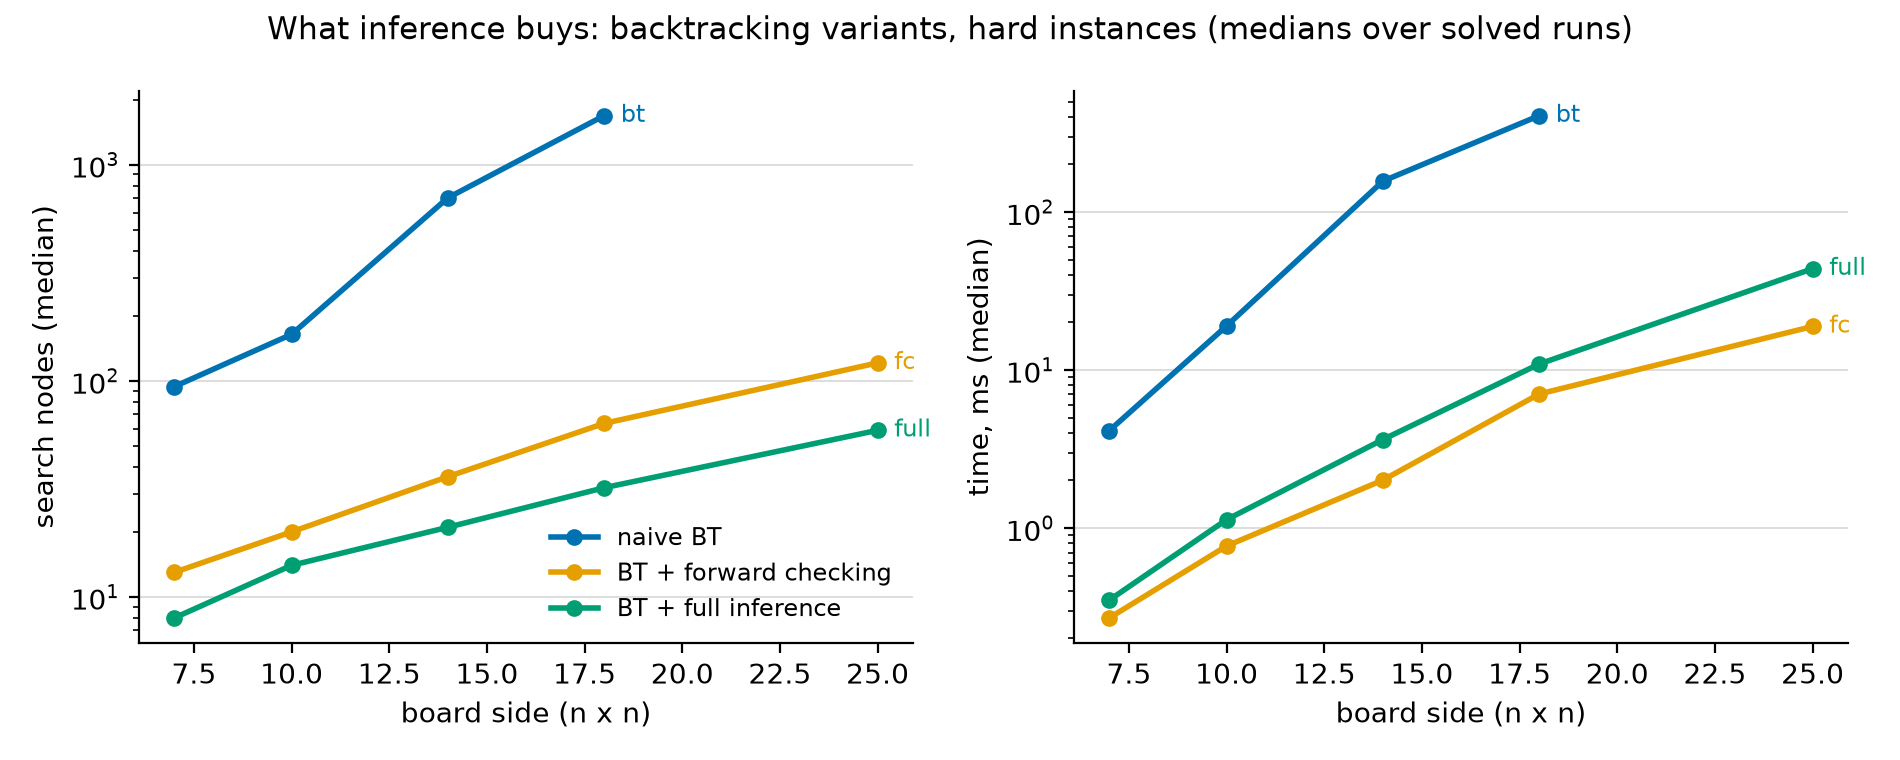 What inference buys: backtracking variants, hard instances (medians over solved runs)
search nodes (median)
10³
10²
10¹
bt
fc
full
naive BT
BT + forward checking
BT + full inference
7.5 10.0 12.5 15.0 17.5 20.0 22.5 25.0
board side (n x n)
time, ms (median)
10²
10¹
10⁰
bt
full
fc
7.5 10.0 12.5 15.0 17.5 20.0 22.5 25.0
board side (n x n)